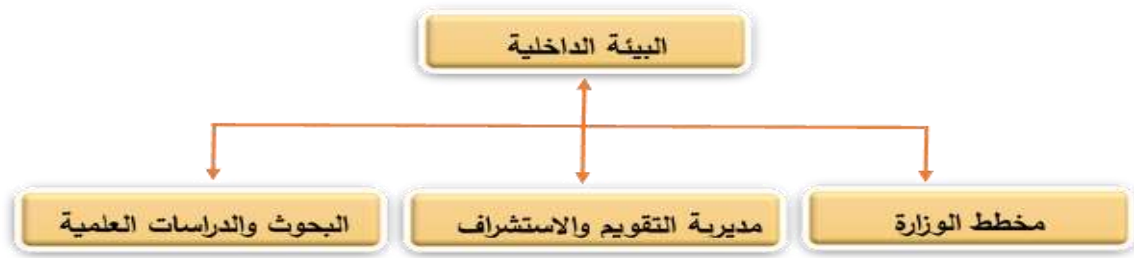 البيئة الداخلية
مخطط الوزارة
مديرية التقويم والاستشراف
البحوث والدراسات العلمية